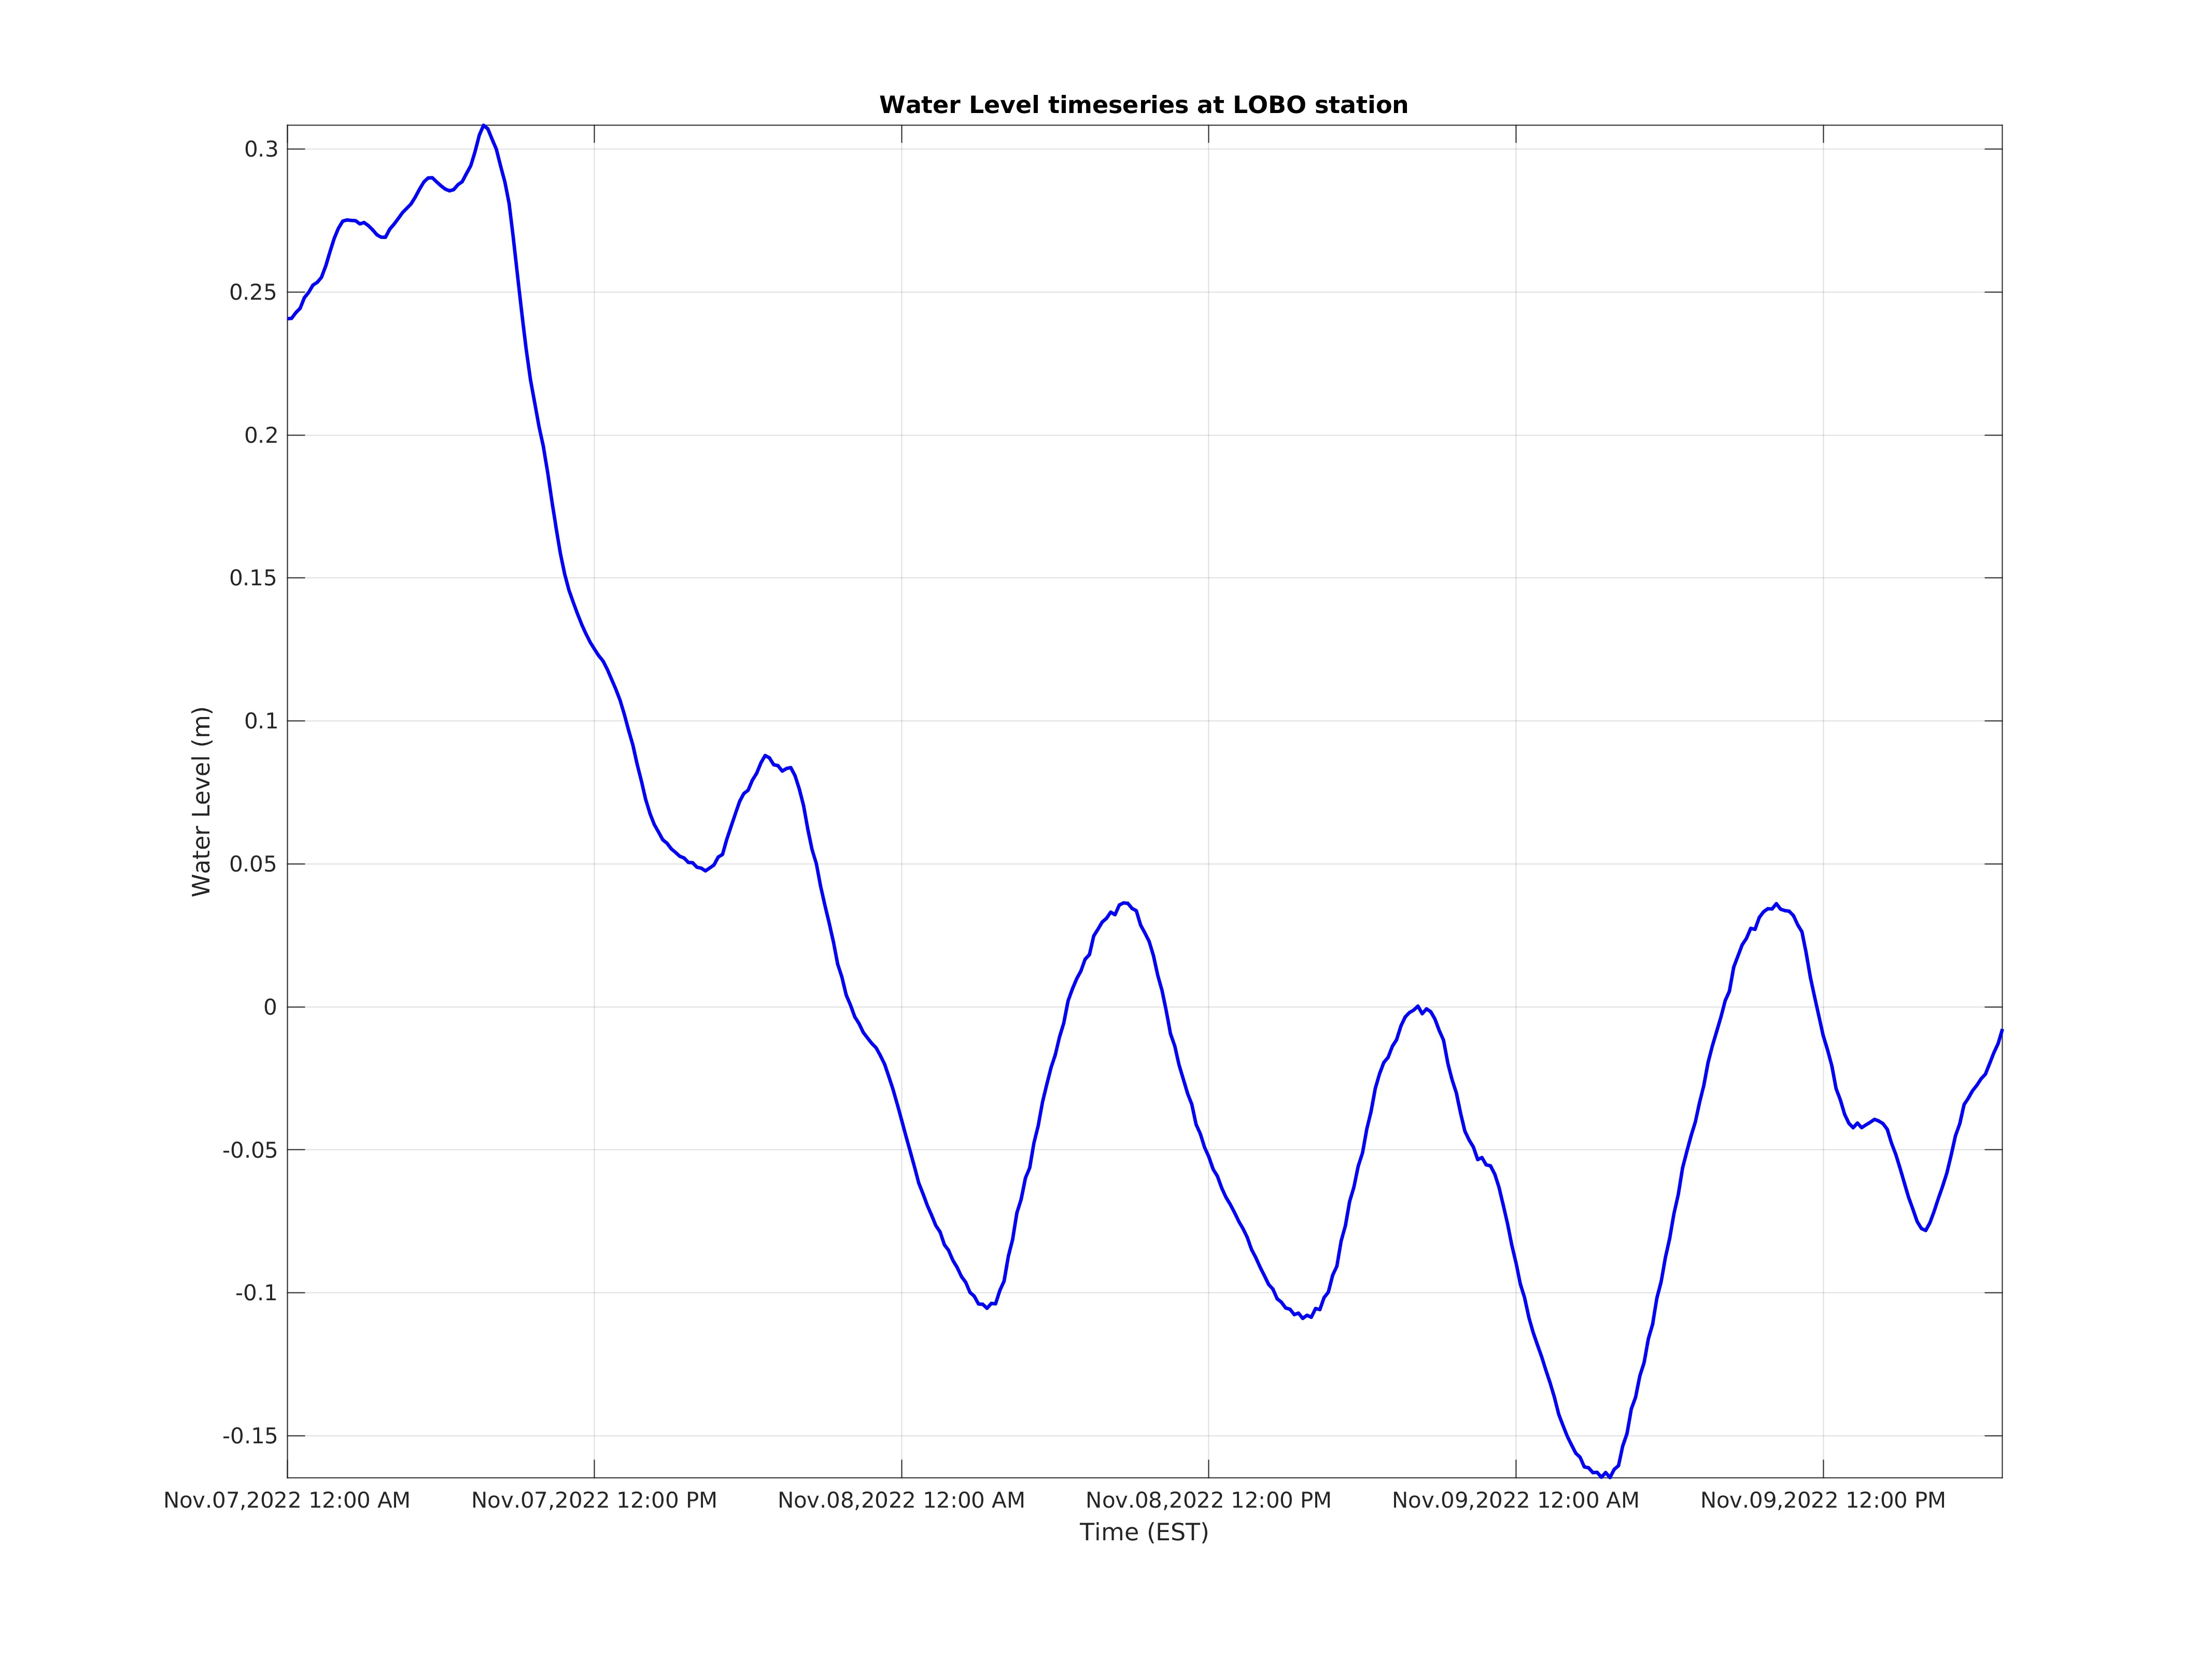 Water Level timeseries at LOBO station
0.3
0.25
0.2
0.15
0.1
0.05
0
-0.05
-0.1
-0.15
Water Level (m)
Nov.07,2022 12:00 AM Nov.07,2022 12:00 PM Nov.08,2022 12:00 AM Nov.08,2022 12:00 PM Nov.09,2022 12:00 AM Nov.09,2022 12:00 PM
Time (EST)